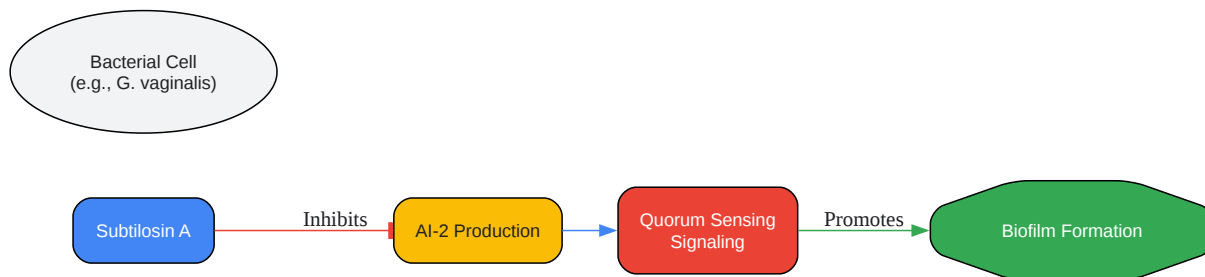 Bacterial Cell
(e.g., G. vaginalis)
Subtilosin A
Inhibits
AI-2 Production
Quorum Sensing
Signaling
Promotes
Biofilm Formation